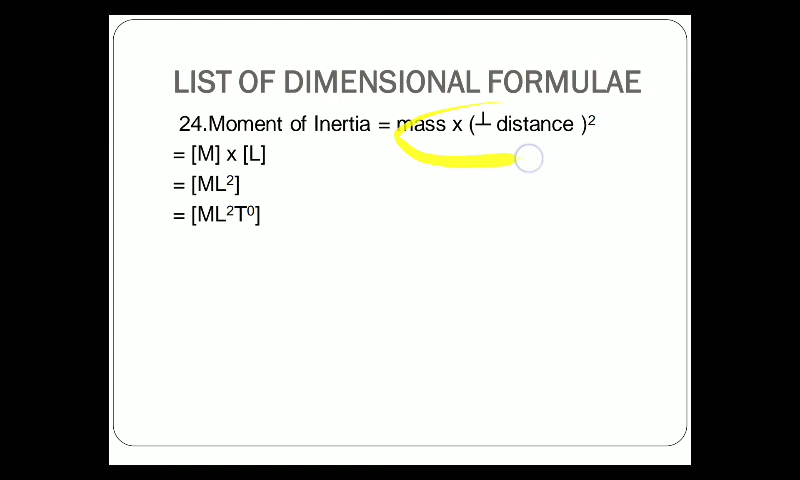 LIST OF DIMENSIONAL FORMULAE
24.Moment of Inertia = mass x (┴ distance )²
= [M] x [L]
= [ML²]
= [ML²T⁰]